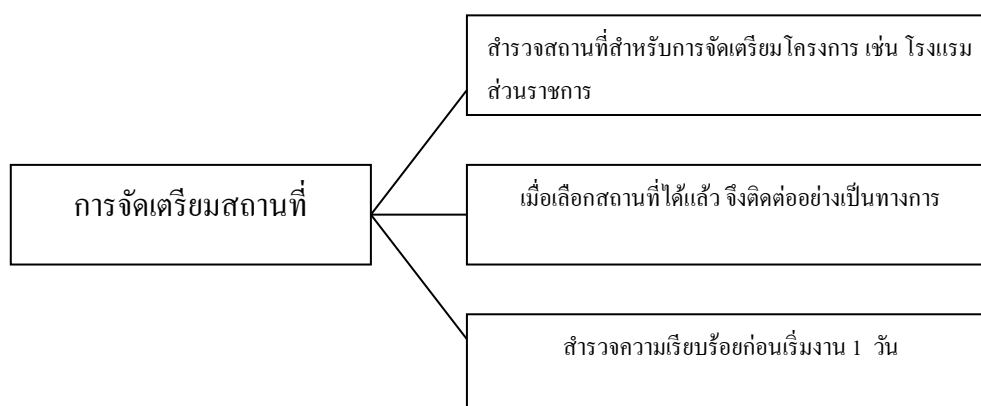 สำรวจสถานที่สำหรับการจัดเตรียมโครงการ เช่น โรงแรม
ส่วนราชการ
การจัดเตรียมสถานที่
เมื่อเลือกสถานที่ได้แล้ว จึงติดต่ออย่างเป็นทางการ
สำรวจความเรียบร้อยก่อนเริ่มงาน 1 วัน